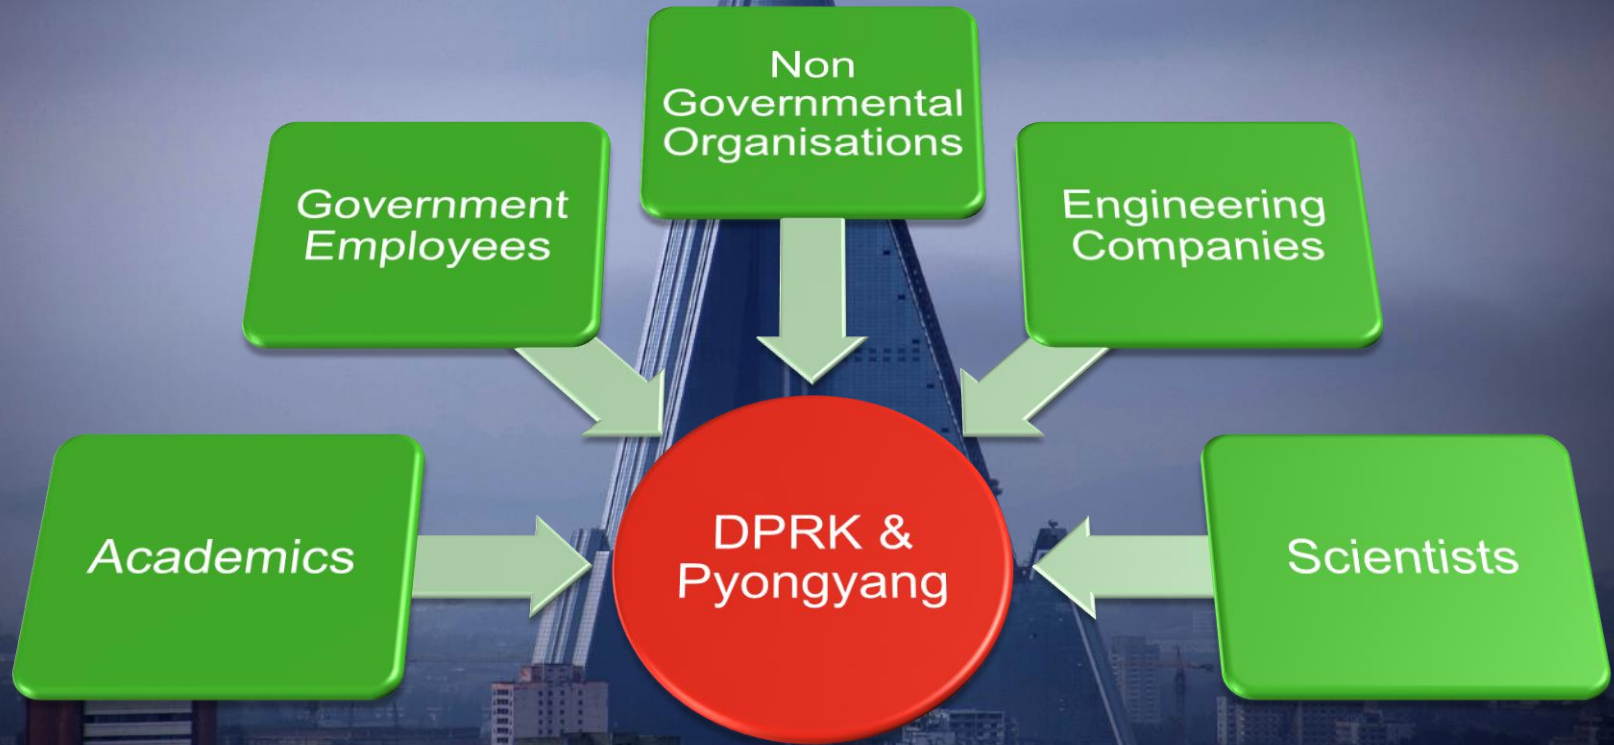 Non
Governmental
Organisations
Government
Employees
Engineering
Companies
Academics
DPRK &
Pyongyang
Scientists